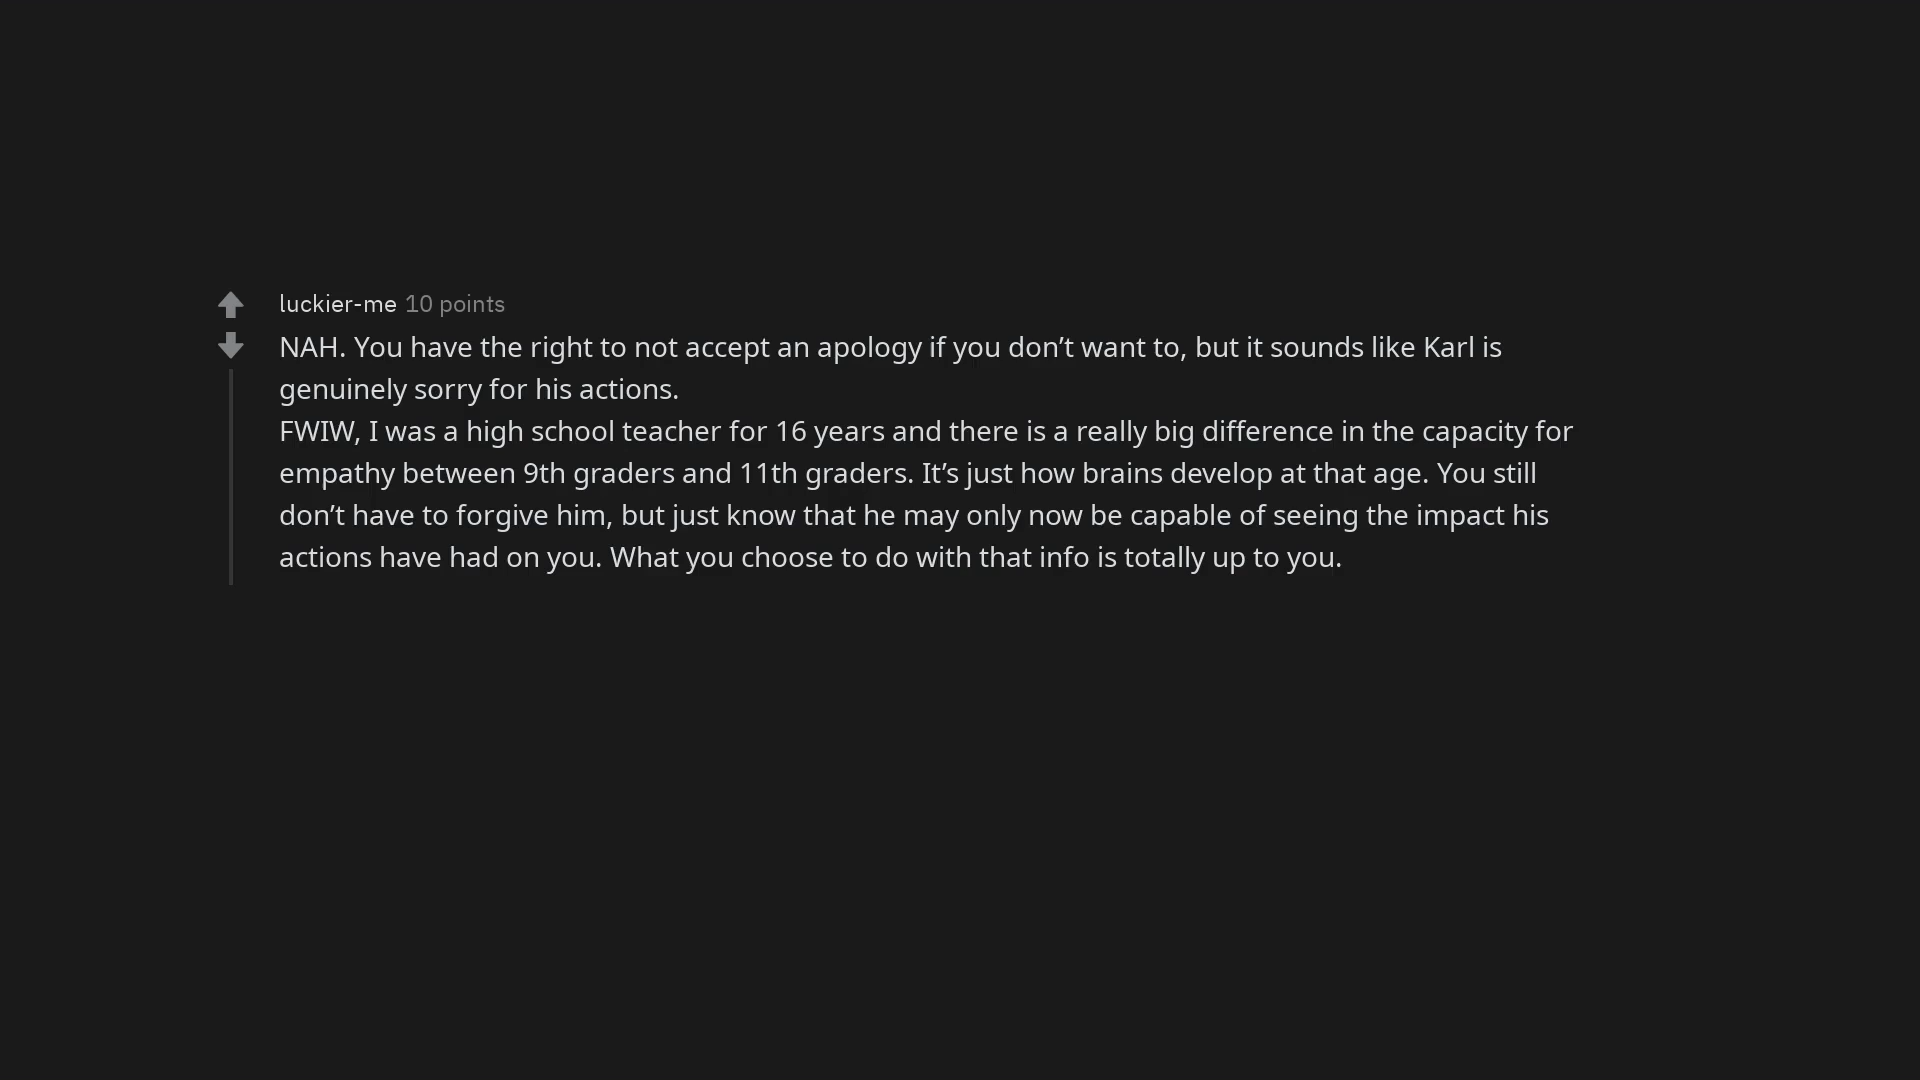 luckier-me 10 points
NAH. You have the right to not accept an apology if you don’t want to, but it sounds like Karl is
genuinely sorry for his actions.
FWIW, I was a high school teacher for 16 years and there is a really big difference in the capacity for
empathy between 9th graders and 11th graders. It’s just how brains develop at that age. You still
don’t have to forgive him, but just know that he may only now be capable of seeing the impact his
actions have had on you. What you choose to do with that info is totally up to you.